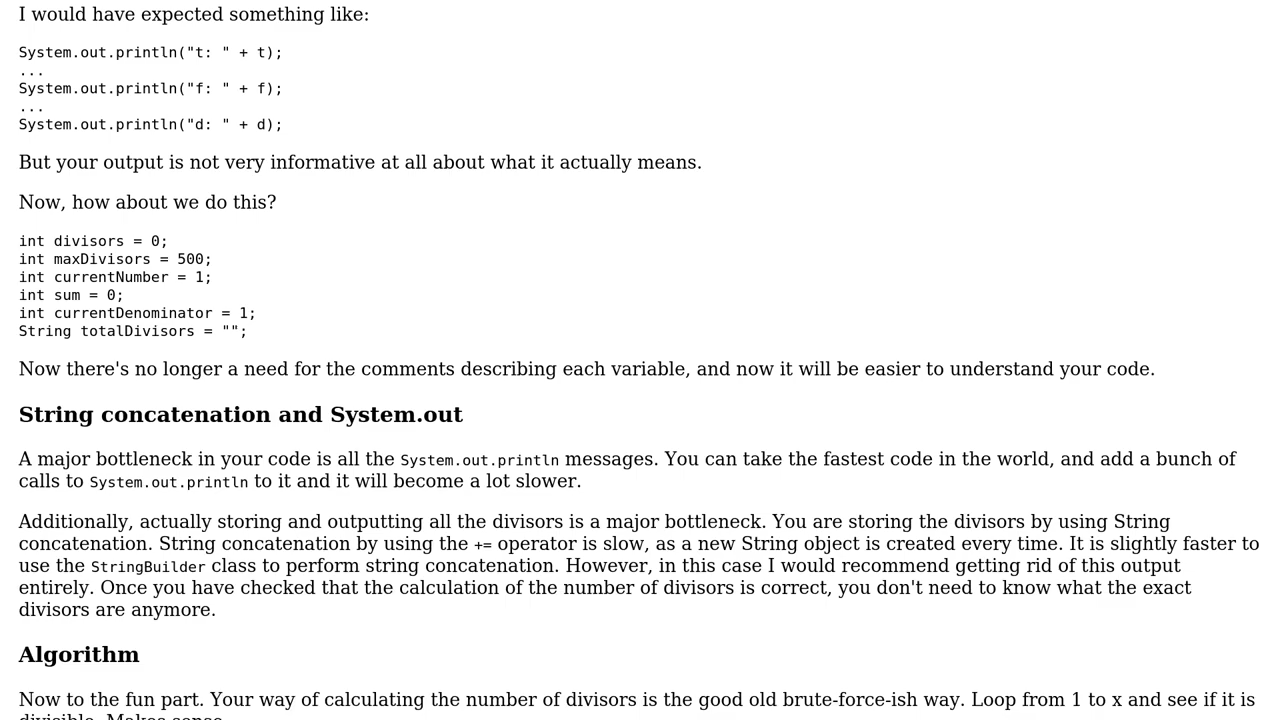 I would have expected something like:
System.out.println("t: " + t);
...
System.out.println("f: " + f);
...
System.out.println("d: " + d);
But your output is not very informative at all about what it actually means.
Now, how about we do this?
int divisors = 0;
int maxDivisors = 500;
int currentNumber = 1;
int sum = 0;
int currentDenominator = 1;
String totalDivisors = "";
Now there's no longer a need for the comments describing each variable, and now it will be easier to understand your code.
String concatenation and System.out
A major bottleneck in your code is all the System.out.println messages. You can take the fastest code in the world, and add a bunch of
calls to System.out.println to it and it will become a lot slower.
Additionally, actually storing and outputting all the divisors is a major bottleneck. You are storing the divisors by using String
concatenation. String concatenation by using the += operator is slow, as a new String object is created every time. It is slightly faster to
use the StringBuilder class to perform string concatenation. However, in this case I would recommend getting rid of this output
entirely. Once you have checked that the calculation of the number of divisors is correct, you don't need to know what the exact
divisors are anymore.
Algorithm
Now to the fun part. Your way of calculating the number of divisors is the good old brute-force-ish way. Loop from 1 to x and see if it is
divisible. Makes sense